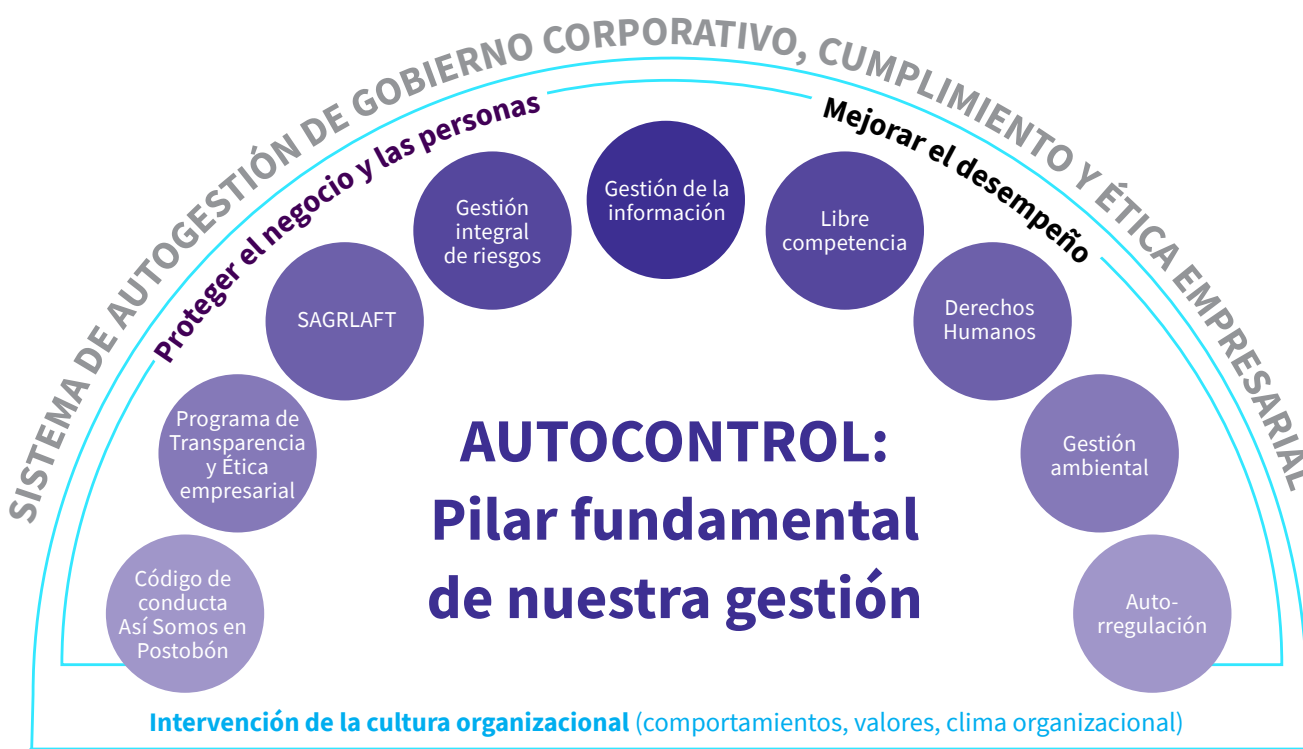 SISTEMA DE AUTOGESTIÓN DE GOBIERNO CORPORATIVO, CUMPLIMIENTO Y ÉTICA EMPRESARIAL
Proteger el negocio y las personas
Mejorar el desempeño
Código de
conducta
Así Somos en
Postobón
Programa de
Transparencia
y Ética
empresarial
SAGRLAFT
Gestión
integral
de riesgos
Gestión de la
información
Libre
competencia
Derechos
Humanos
Gestión
ambiental
Auto-
rregulación
AUTOCONTROL:
Pilar fundamental
de nuestra gestión
Intervención de la cultura organizacional (comportamientos, valores, clima organizacional)